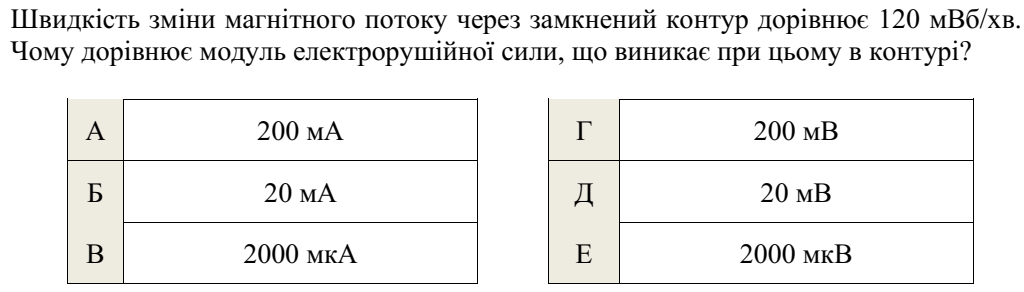 Швидкість зміни магнітного потоку через замкнений контур дорівнює 120 мВб/хв.
Чому дорівнює модуль електрорушійної сили, що виникає при цьому в контурі?
А 200 мА
Б 20 мА
В 2000 мкА
Г 200 мВ
Д 20 мВ
Е 2000 мкВ